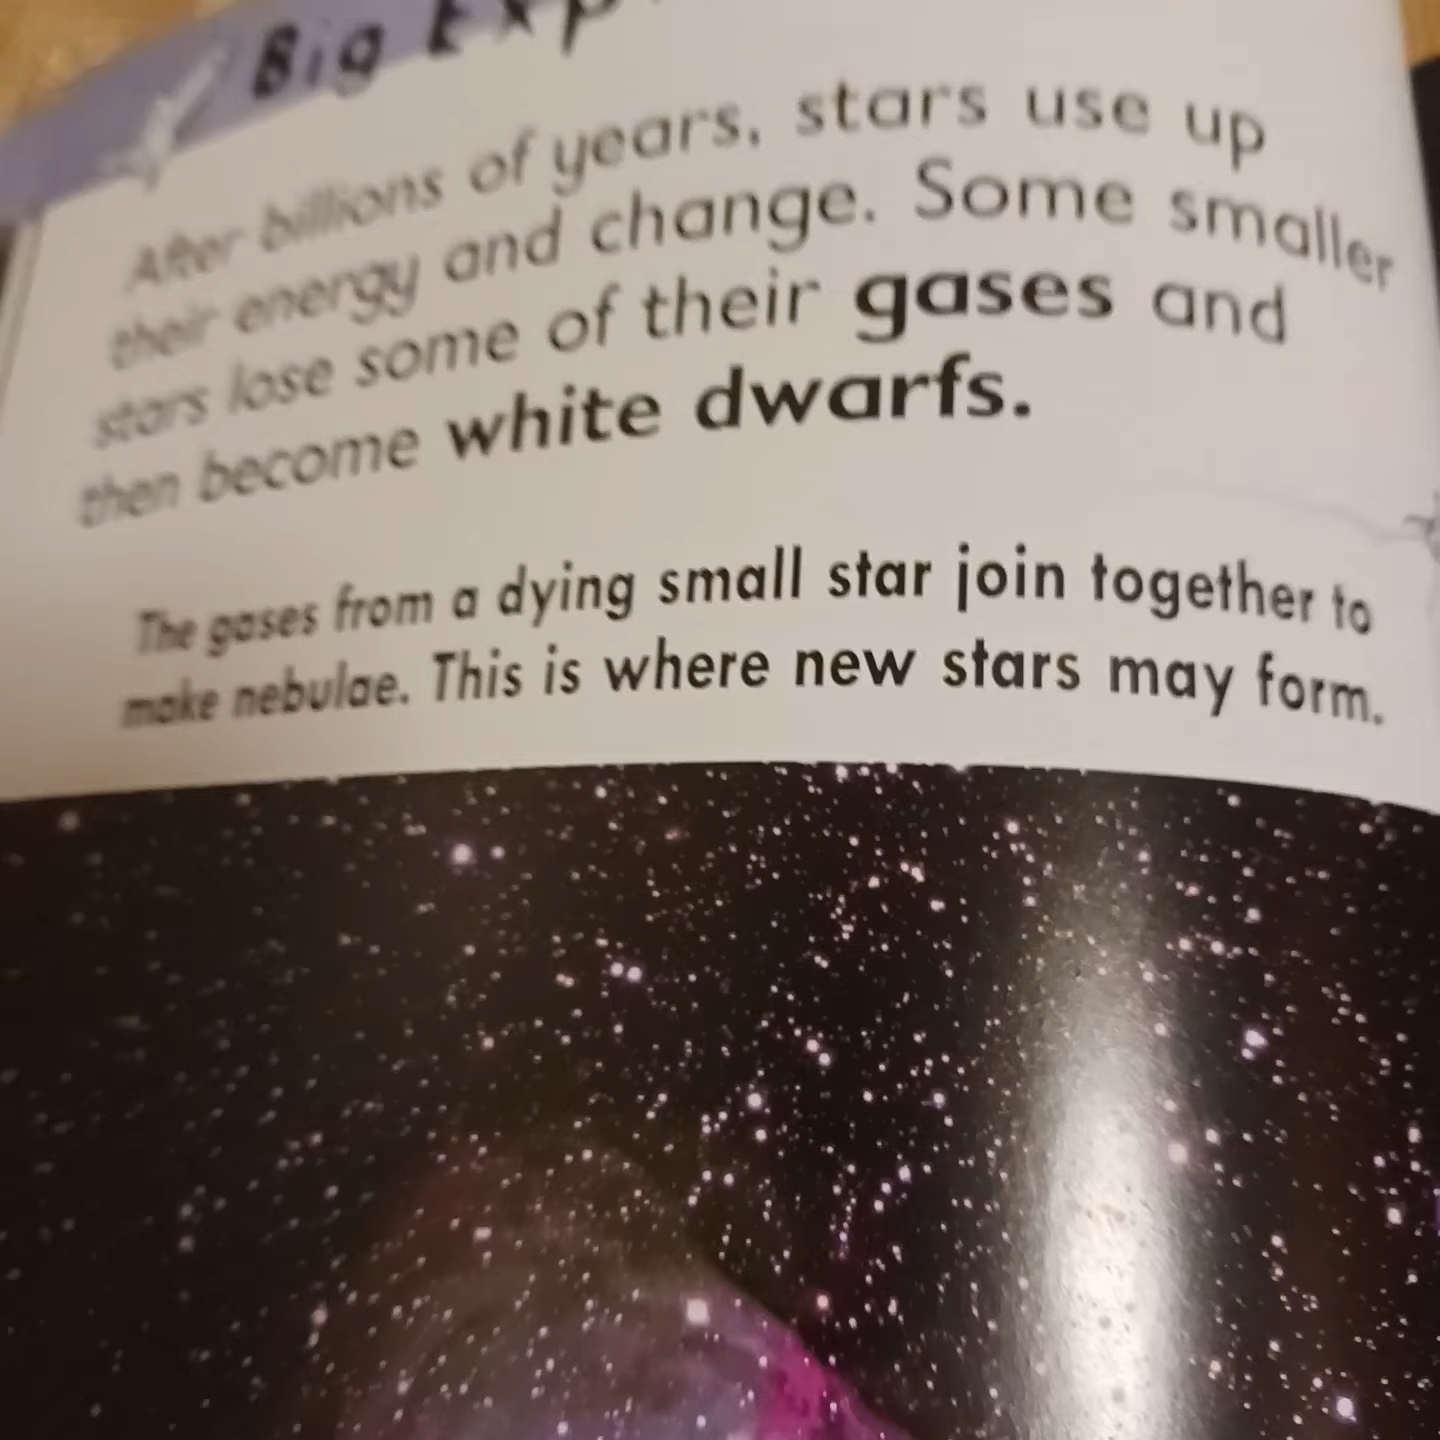 Big Exp
After billions of years, stars use up
their energy and change. Some smaller
stars lose some of their gases and
then become white dwarfs.
The gases from a dying small star join together to
make nebulae. This is where new stars may form.